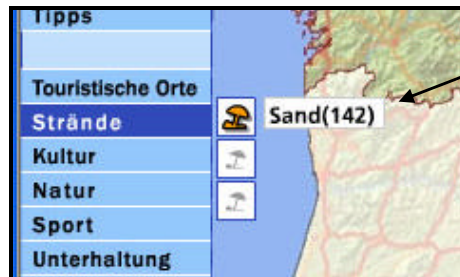 Tipps
Touristische Orte
Strände
Sand(142)
Kultur
Natur
Sport
Unterhaltung